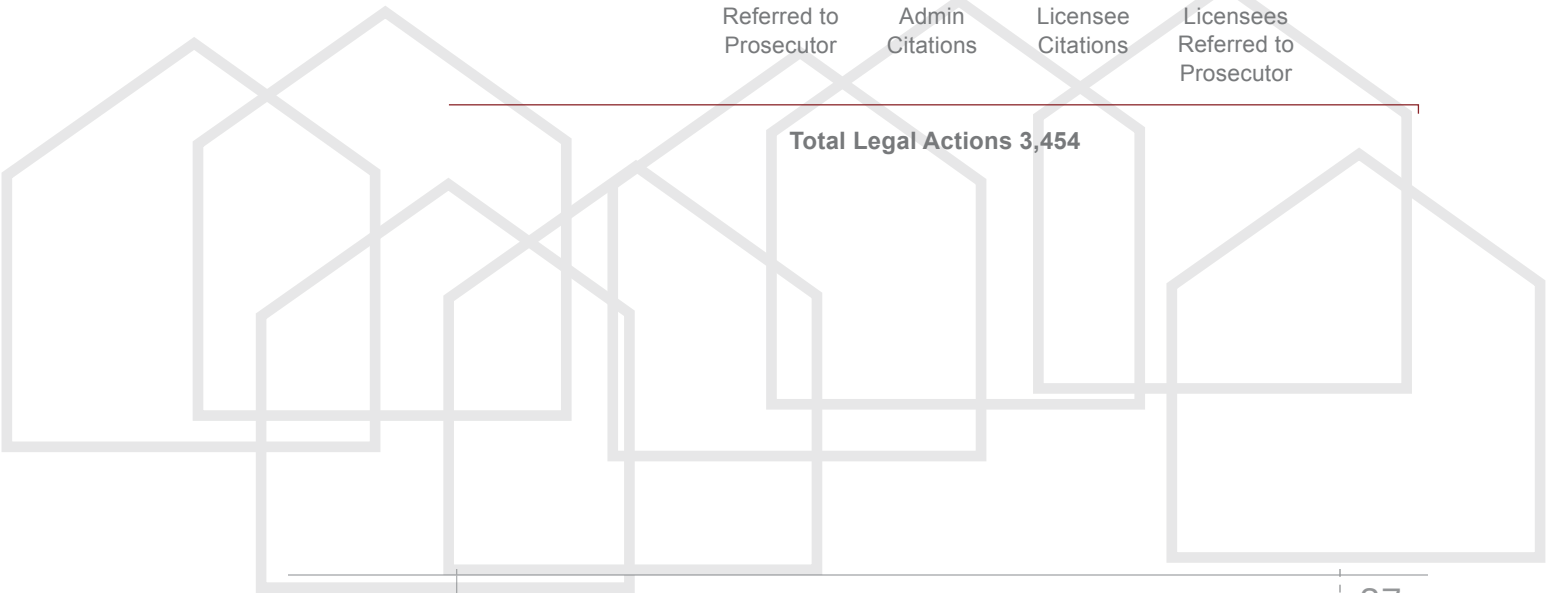 Referred to
Prosecutor
Admin
Citations
Licensee
Citations
Licensees
Referred to
Prosecutor
Total Legal Actions 3,454